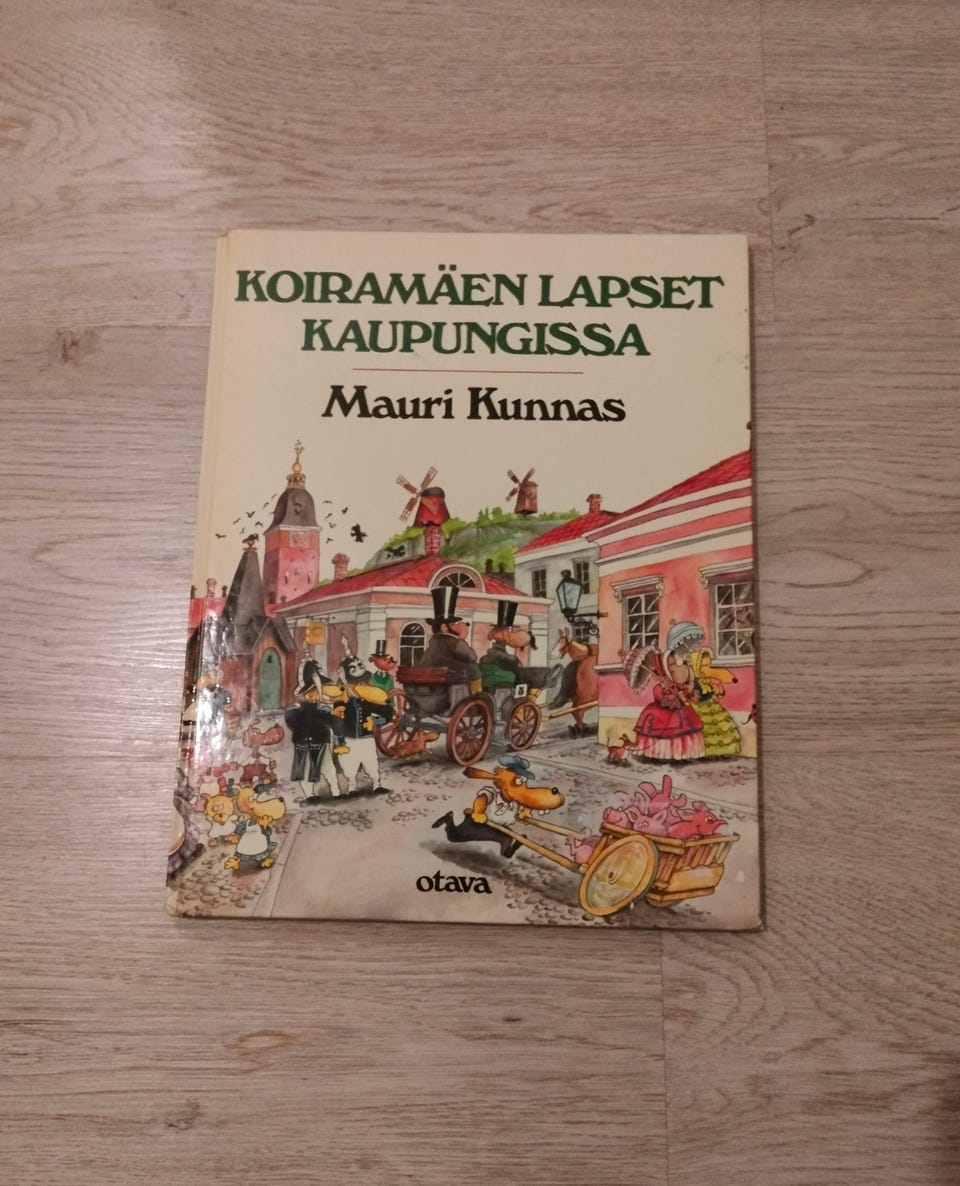 KOIRAMÄEN LAPSET
KAUPUNGISSA
Mauri Kunnas
otava